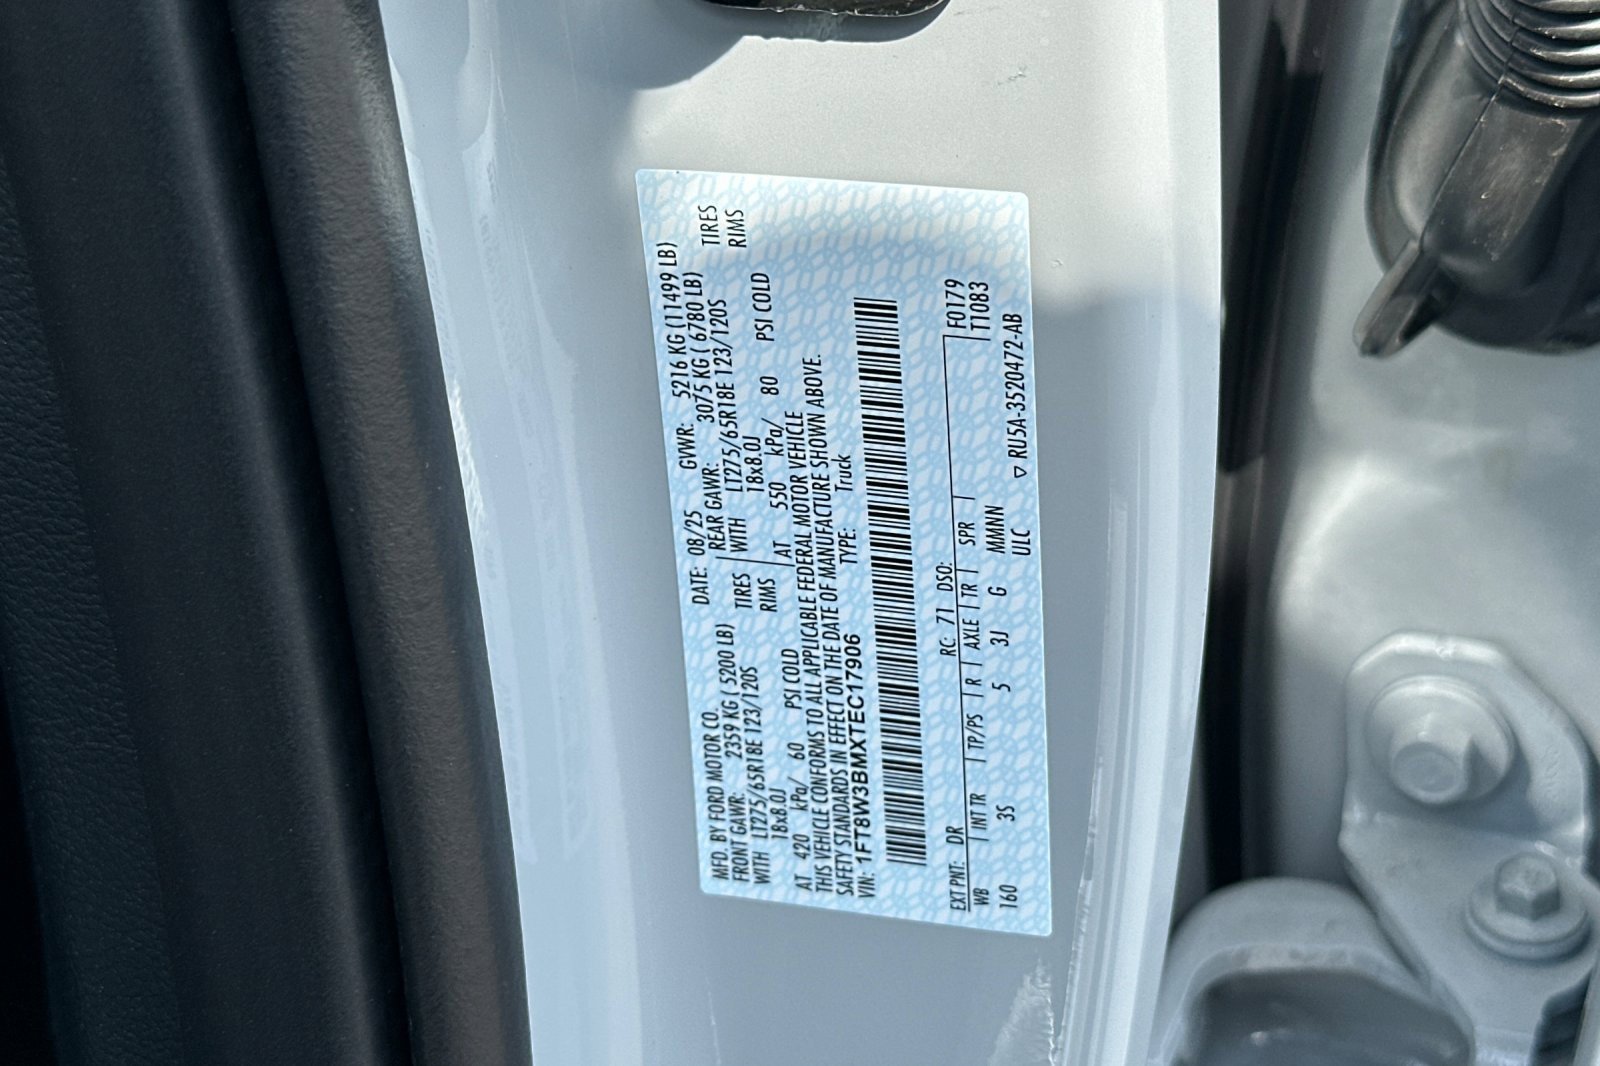 MFD. BY FORD MOTOR CO. DATE: 08/25 GVWR: 5216 KG (11499 LB)
FRONT GAWR: 2359 KG (5200 LB) REAR GAWR: 3075 KG (6780 LB)
WITH LT275/65R18E 123/120S TIRES WITH LT275/65R18E 123/120S TIRES
18x8.0J RIMS 18x8.0J RIMS
AT 420 kPa/ 60 PSI COLD AT 550 kPa/ 80 PSI COLD
THIS VEHICLE CONFORMS TO ALL APPLICABLE FEDERAL MOTOR VEHICLE
SAFETY STANDARDS IN EFFECT ON THE DATE OF MANUFACTURE SHOWN ABOVE.
VIN: 1FT8W3BMXTEC17906 TYPE: Truck
EXT PNT: DR RC: 71 DSO: F0179
WB INT TR TP/PS R AXLE TR SPR T1083
160 3S 5 3J G MMNN
ULC ▽ RU5A-3520472-AB